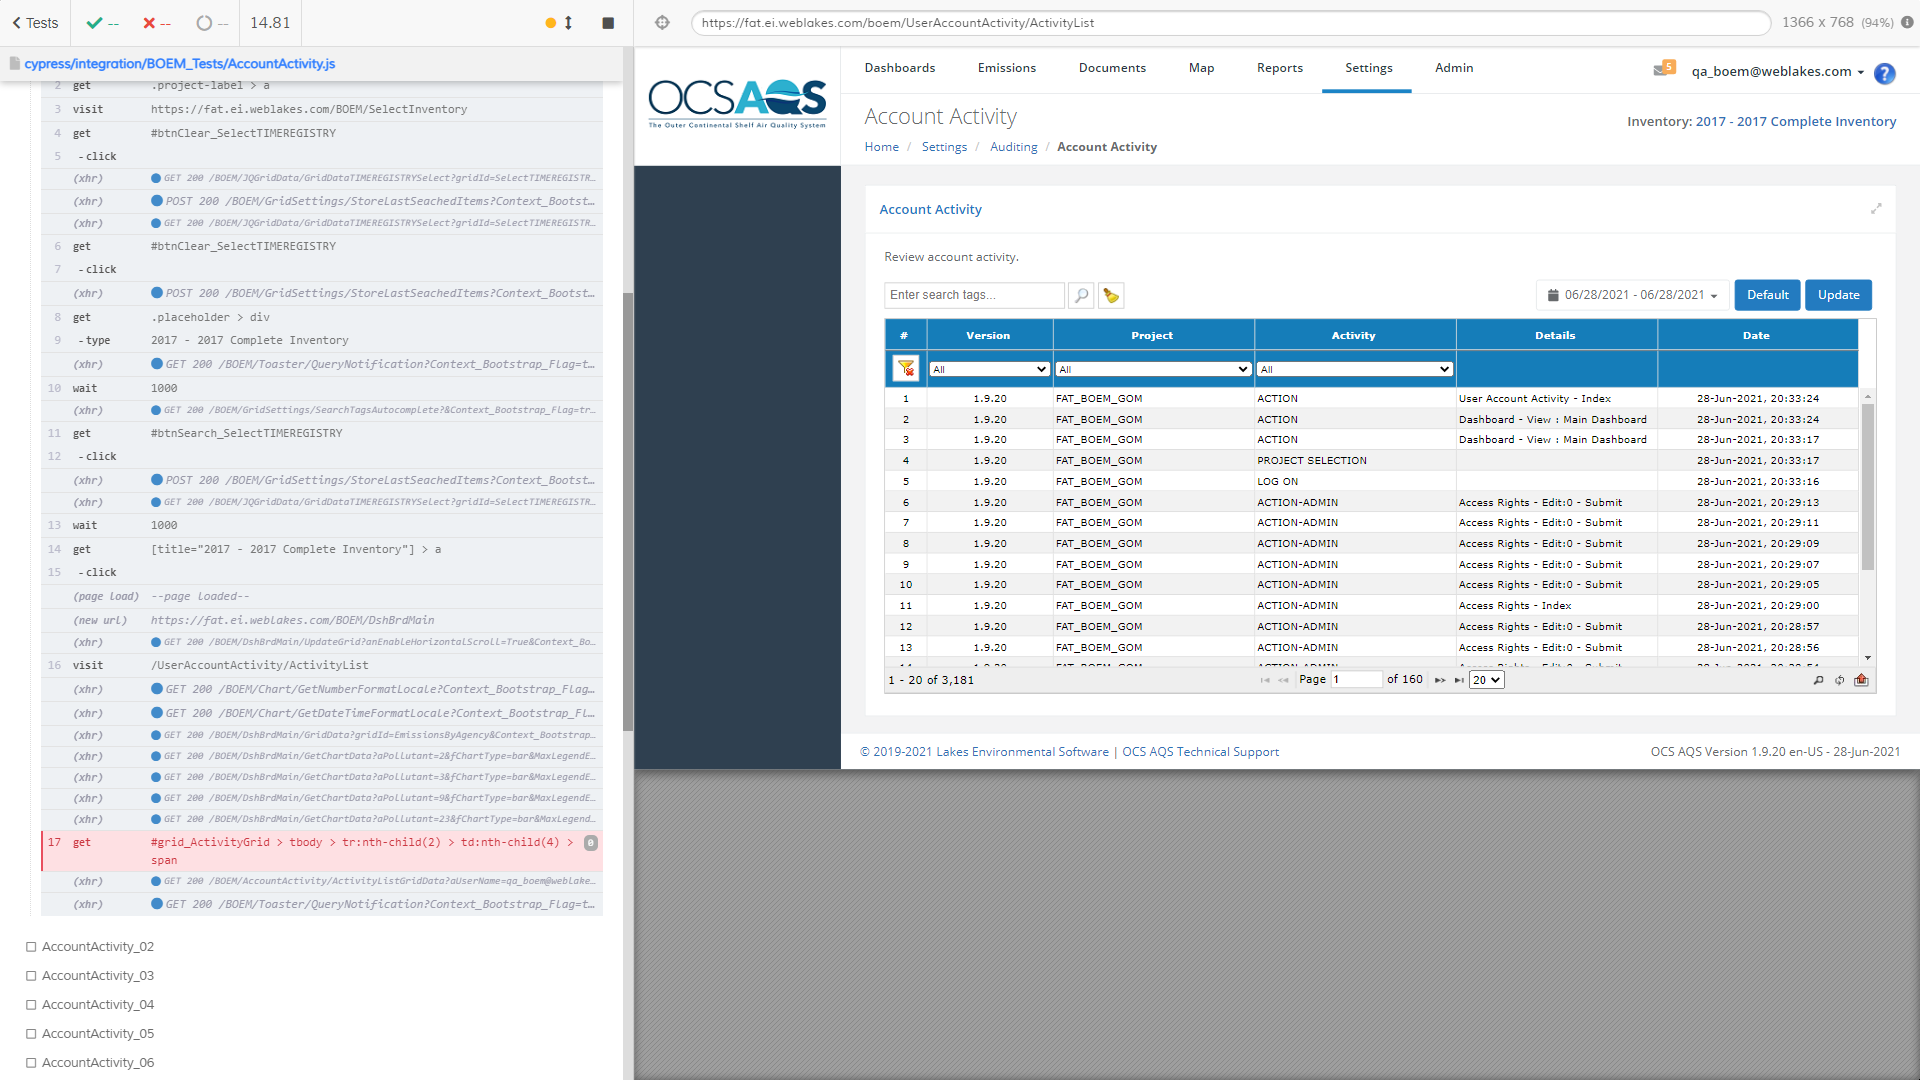 Tests
--
--
--
14.81
cypress/integration/BOEM_Tests/AccountActivity.js
2 get .project-label > a
3 visit https://fat.ei.weblakes.com/BOEM/SelectInventory
4 get #btnClear_SelectTIMEREGISTRY
5 -click
(xhr) GET 200 /BOEM/JQGridData/GridDataTIMEREGISTRYSelect?gridId=SelectTIMEREGISTR…
(xhr) POST 200 /BOEM/GridSettings/StoreLastSeachedItems?Context_Bootst…
(xhr) GET 200 /BOEM/JQGridData/GridDataTIMEREGISTRYSelect?gridId=SelectTIMEREGISTR…
6 get #btnClear_SelectTIMEREGISTRY
7 -click
(xhr) POST 200 /BOEM/GridSettings/StoreLastSeachedItems?Context_Bootst…
8 get .placeholder > div
9 -type 2017 - 2017 Complete Inventory
(xhr) GET 200 /BOEM/Toaster/QueryNotification?Context_Bootstrap_Flag=t…
10 wait 1000
(xhr) GET 200 /BOEM/GridSettings/SearchTagsAutocomplete?&Context_Bootstrap_Flag=tr…
11 get #btnSearch_SelectTIMEREGISTRY
12 -click
(xhr) POST 200 /BOEM/GridSettings/StoreLastSeachedItems?Context_Bootst…
(xhr) GET 200 /BOEM/JQGridData/GridDataTIMEREGISTRYSelect?gridId=SelectTIMEREGISTR…
13 wait 1000
14 get [title="2017 - 2017 Complete Inventory"] > a
15 -click
(page load) --page loaded--
(new url) https://fat.ei.weblakes.com/BOEM/DshBrdMain
(xhr) GET 200 /BOEM/DshBrdMain/UpdateGrid?anEnableHorizontalScroll=True&Context_Bo…
16 visit /UserAccountActivity/ActivityList
(xhr) GET 200 /BOEM/Chart/GetNumberFormatLocale?Context_Bootstrap_Flag…
(xhr) GET 200 /BOEM/Chart/GetDateTimeFormatLocale?Context_Bootstrap_Fl…
(xhr) GET 200 /BOEM/DshBrdMain/GridData?gridId=EmissionsByAgency&Context_Bootstrap…
(xhr) GET 200 /BOEM/DshBrdMain/GetChartData?aPollutant=2&fChartType=bar&MaxLegendE…
(xhr) GET 200 /BOEM/DshBrdMain/GetChartData?aPollutant=3&fChartType=bar&MaxLegendE…
(xhr) GET 200 /BOEM/DshBrdMain/GetChartData?aPollutant=9&fChartType=bar&MaxLegendE…
(xhr) GET 200 /BOEM/DshBrdMain/GetChartData?aPollutant=23&fChartType=bar&MaxLegend…
17 get #grid_ActivityGrid > tbody > tr:nth-child(2) > td:nth-child(4) > 0
span
(xhr) GET 200 /BOEM/AccountActivity/ActivityListGridData?aUserName=qa_boem@weblake…
(xhr) GET 200 /BOEM/Toaster/QueryNotification?Context_Bootstrap_Flag=t…
AccountActivity_02
AccountActivity_03
AccountActivity_04
AccountActivity_05
AccountActivity_06
https://fat.ei.weblakes.com/boem/UserAccountActivity/ActivityList
1366 x 768 (94%)
OCSAQS
The Outer Continental Shelf Air Quality System
Dashboards Emissions Documents Map Reports Settings Admin
5 qa_boem@weblakes.com ?
Account Activity
Inventory: 2017 - 2017 Complete Inventory
Home / Settings / Auditing / Account Activity
Account Activity
Review account activity.
Enter search tags...
06/28/2021 - 06/28/2021 Default Update
# Version Project Activity Details Date
All All All
1 1.9.20 FAT_BOEM_GOM ACTION User Account Activity - Index 28-Jun-2021, 20:33:24
2 1.9.20 FAT_BOEM_GOM ACTION Dashboard - View : Main Dashboard 28-Jun-2021, 20:33:24
3 1.9.20 FAT_BOEM_GOM ACTION Dashboard - View : Main Dashboard 28-Jun-2021, 20:33:17
4 1.9.20 FAT_BOEM_GOM PROJECT SELECTION 28-Jun-2021, 20:33:17
5 1.9.20 FAT_BOEM_GOM LOG ON 28-Jun-2021, 20:33:16
6 1.9.20 FAT_BOEM_GOM ACTION-ADMIN Access Rights - Edit:0 - Submit 28-Jun-2021, 20:29:13
7 1.9.20 FAT_BOEM_GOM ACTION-ADMIN Access Rights - Edit:0 - Submit 28-Jun-2021, 20:29:11
8 1.9.20 FAT_BOEM_GOM ACTION-ADMIN Access Rights - Edit:0 - Submit 28-Jun-2021, 20:29:09
9 1.9.20 FAT_BOEM_GOM ACTION-ADMIN Access Rights - Edit:0 - Submit 28-Jun-2021, 20:29:07
10 1.9.20 FAT_BOEM_GOM ACTION-ADMIN Access Rights - Edit:0 - Submit 28-Jun-2021, 20:29:05
11 1.9.20 FAT_BOEM_GOM ACTION-ADMIN Access Rights - Index 28-Jun-2021, 20:29:00
12 1.9.20 FAT_BOEM_GOM ACTION-ADMIN Access Rights - Edit:0 - Submit 28-Jun-2021, 20:28:57
13 1.9.20 FAT_BOEM_GOM ACTION-ADMIN Access Rights - Edit:0 - Submit 28-Jun-2021, 20:28:56
1 - 20 of 3,181 Page 1 of 160 20
© 2019-2021 Lakes Environmental Software | OCS AQS Technical Support
OCS AQS Version 1.9.20 en-US - 28-Jun-2021